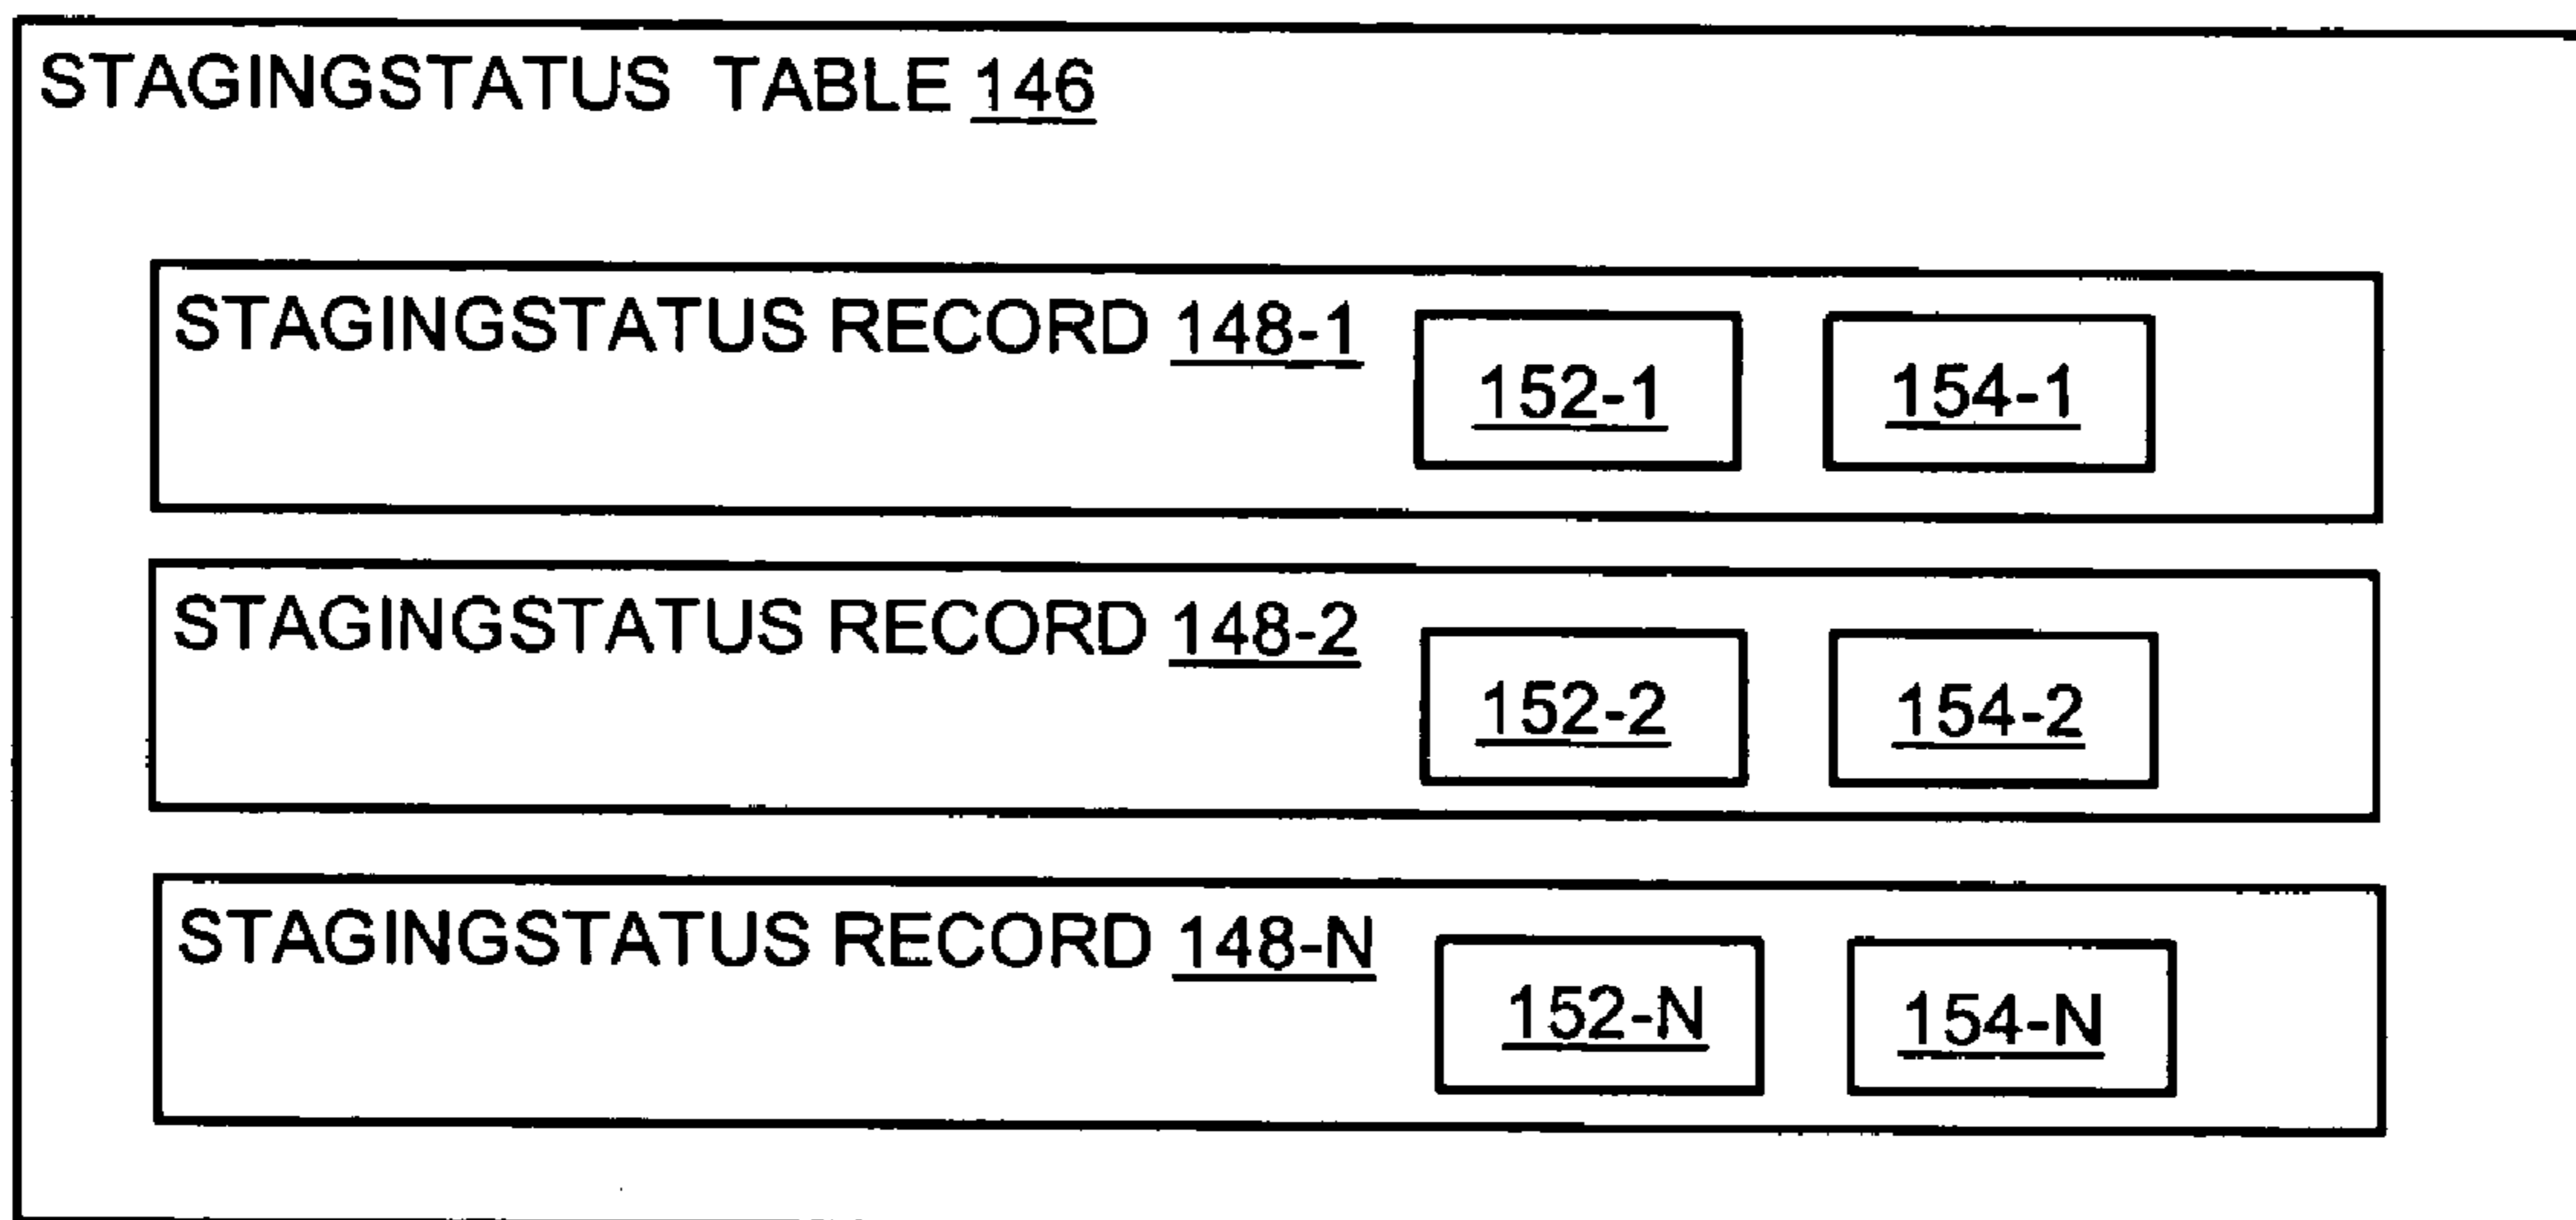 STAGINGSTATUS TABLE 146
STAGINGSTATUS RECORD 148-1
152-1
154-1
STAGINGSTATUS RECORD 148-2
152-2
154-2
STAGINGSTATUS RECORD 148-N
152-N
154-N